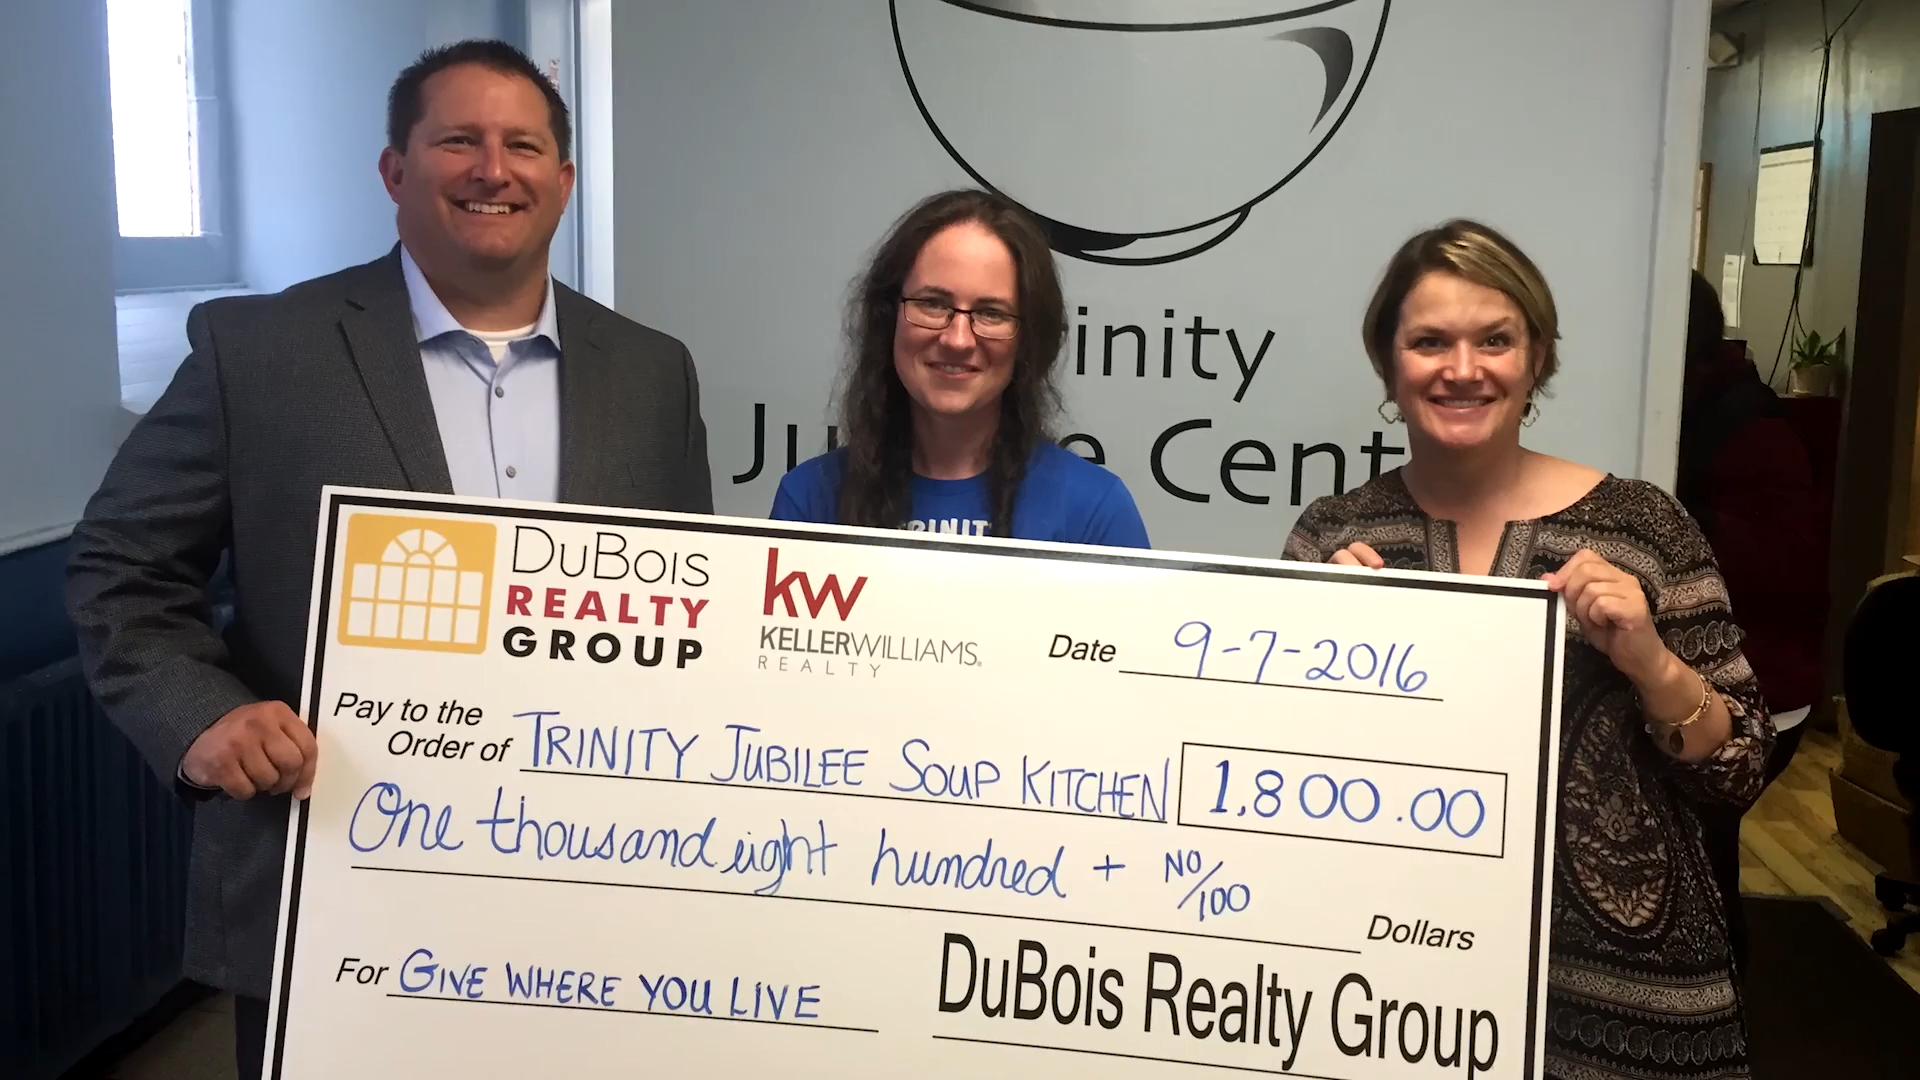 inity
Ju e Cent
RINIT
DuBois
REALTY
GROUP
kw
KELLERWILLIAMS.
REALTY
Date 9-7-2016
Pay to the
Order of TRINITY JUBILEE SOUP KITCHEN 1,800.00
One thousand eight hundred + NO/100
Dollars
For GIVE WHERE YOU LIVE
DuBois Realty Group